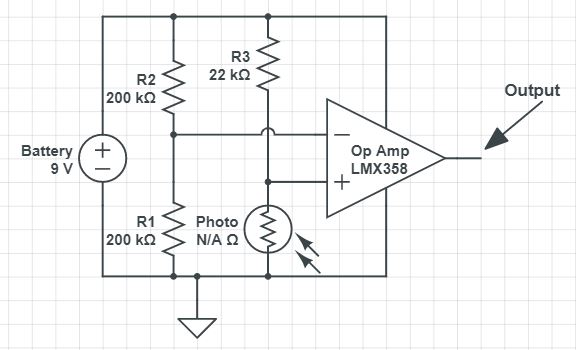 R3
22 kΩ
R2
200 kΩ
Output
Battery
9 V
Op Amp
LMX358
R1
200 kΩ
Photo
N/A Ω